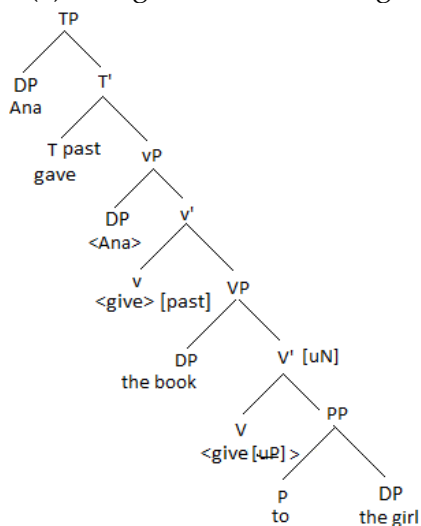 TP
DP T'
Ana
T past vP
gave
DP v'
<Ana>
v VP
<give> [past]
DP V' [uN]
the book
V PP
<give [uP] >
P DP
to the girl